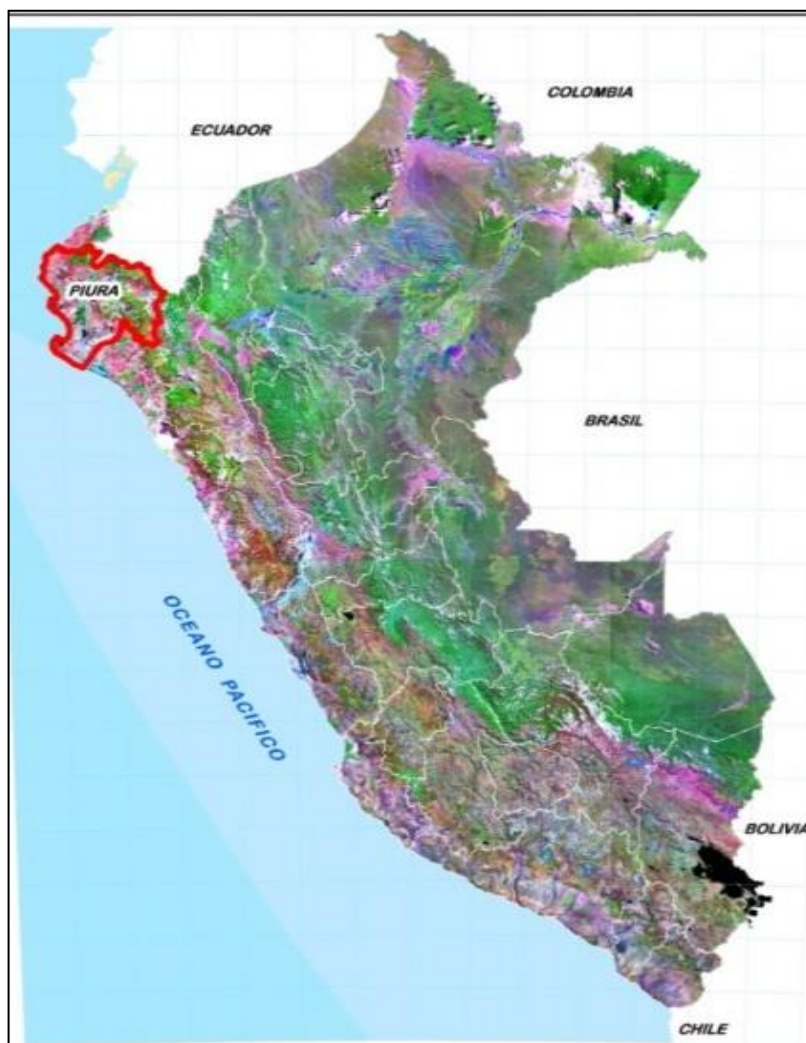 COLOMBIA
ECUADOR
PIURA
BRASIL
OCEANO PACIFICO
BOLIVIA
CHILE